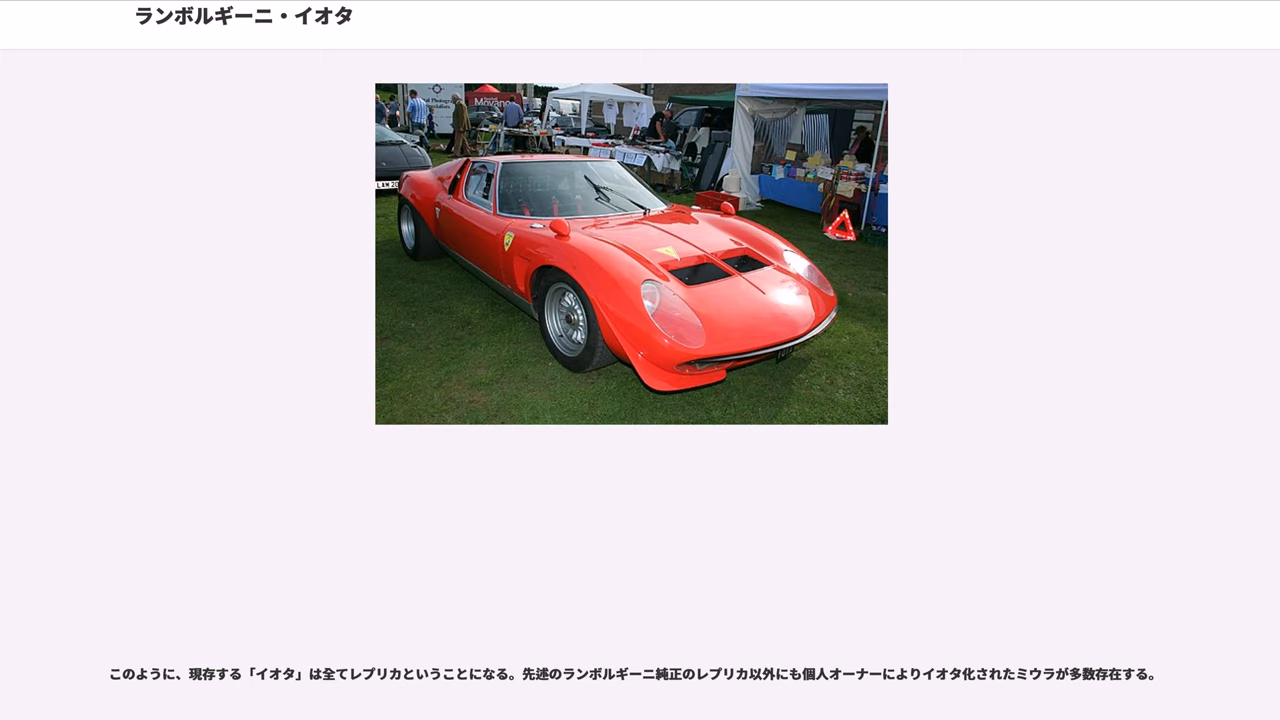 ランボルギーニ・イオタ
Movano
LAM 20
このように、現存する「イオタ」は全てレプリカということになる。先述のランボルギーニ純正のレプリカ以外にも個人オーナーによりイオタ化されたミウラが多数存在する。